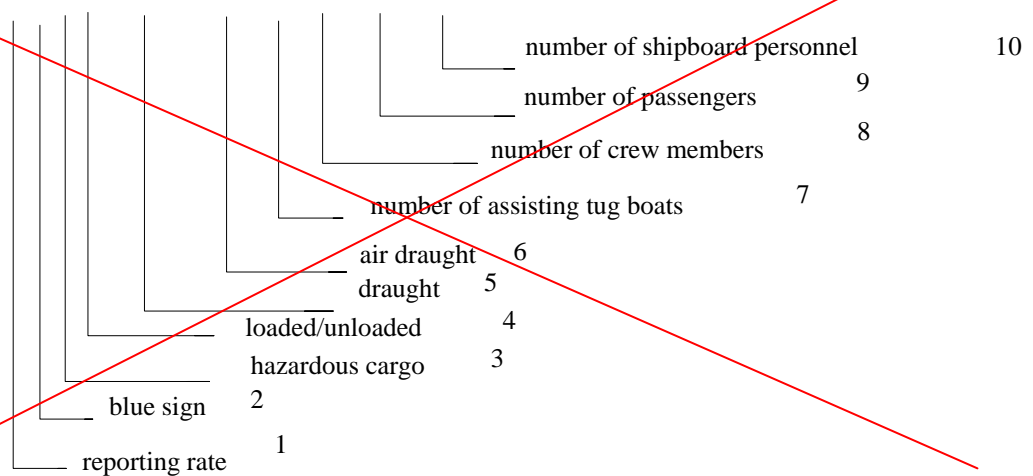 number of shipboard personnel 10
number of passengers 9
number of crew members 8
number of assisting tug boats 7
air draught 6
draught 5
loaded/unloaded 4
hazardous cargo 3
blue sign 2
reporting rate 1